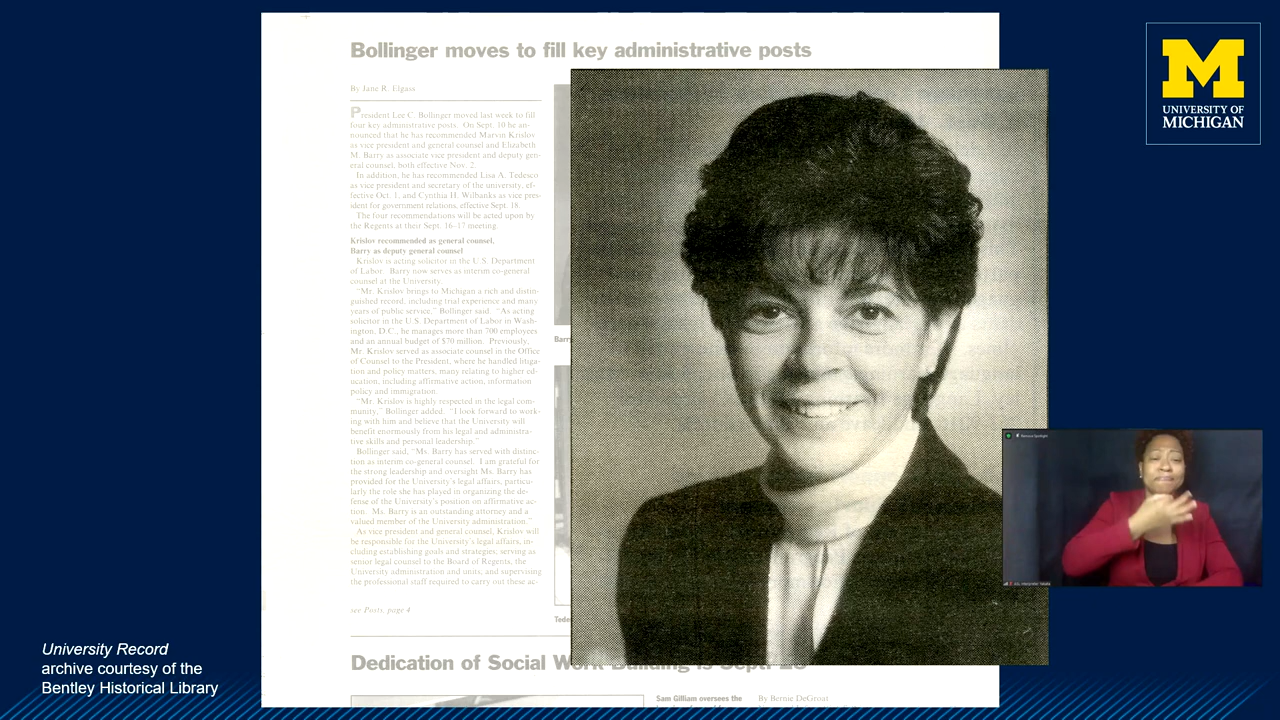 Bollinger moves to fill key administrative posts
By Jane R. Elgass
President Lee C. Bollinger moved last week to fill
four key administrative posts. On Sept. 10 he an-
nounced that he has recommended Marvin Krislov
as vice president and general counsel and Elizabeth
M. Barry as associate vice president and deputy gen-
eral counsel, both effective Nov. 2.
In addition, he has recommended Lisa A. Tedesco
as vice president and secretary of the university, ef-
fective Oct. 1, and Cynthia H. Wilbanks as vice pres-
ident for government relations, effective Sept. 18.
The four recommendations will be acted upon by
the Regents at their Sept. 16-17 meeting.
Krislov recommended as general counsel,
Barry as deputy general counsel
Krislov is acting solicitor in the U.S. Department
of Labor. Barry now serves as interim co-general
counsel at the University.
"Mr. Krislov brings to Michigan a rich and distin-
guished record, including trial experience and many
years of public service," Bollinger said. "As acting
solicitor in the U.S. Department of Labor in Wash-
ington, D.C., he manages more than 700 employees
and an annual budget of $70 million. Previously,
Mr. Krislov served as associate counsel in the Office
of Counsel to the President, where he handled litiga-
tion and policy matters, many relating to higher ed-
ucation, including affirmative action, information
policy and immigration.
"Mr. Krislov is highly respected in the legal com-
munity," Bollinger added. "I look forward to work-
ing with him and believe that the University will
benefit enormously from his legal and administra-
tive skills and personal leadership."
Bollinger said, "Ms. Barry has served with distinc-
tion as interim co-general counsel. I am grateful for
the strong leadership and oversight Ms. Barry has
provided for the University's legal affairs, particu-
larly the role she has played in organizing the de-
fense of the University's position on affirmative ac-
tion. Ms. Barry is an outstanding attorney and a
valued member of the University administration."
As vice president and general counsel, Krislov will
be responsible for the University's legal affairs, in-
cluding establishing goals and strategies; serving as
senior legal counsel to the Board of Regents, the
University administration and units; and supervising
the professional staff required to carry out these ac-
see Posts, page 4
Barry
Tede
Dedication of Social Work Building is Sept.
Sam Gilliam oversees the
By Bernie DeGroat
M
UNIVERSITY OF
MICHIGAN
University Record
archive courtesy of the
Bentley Historical Library